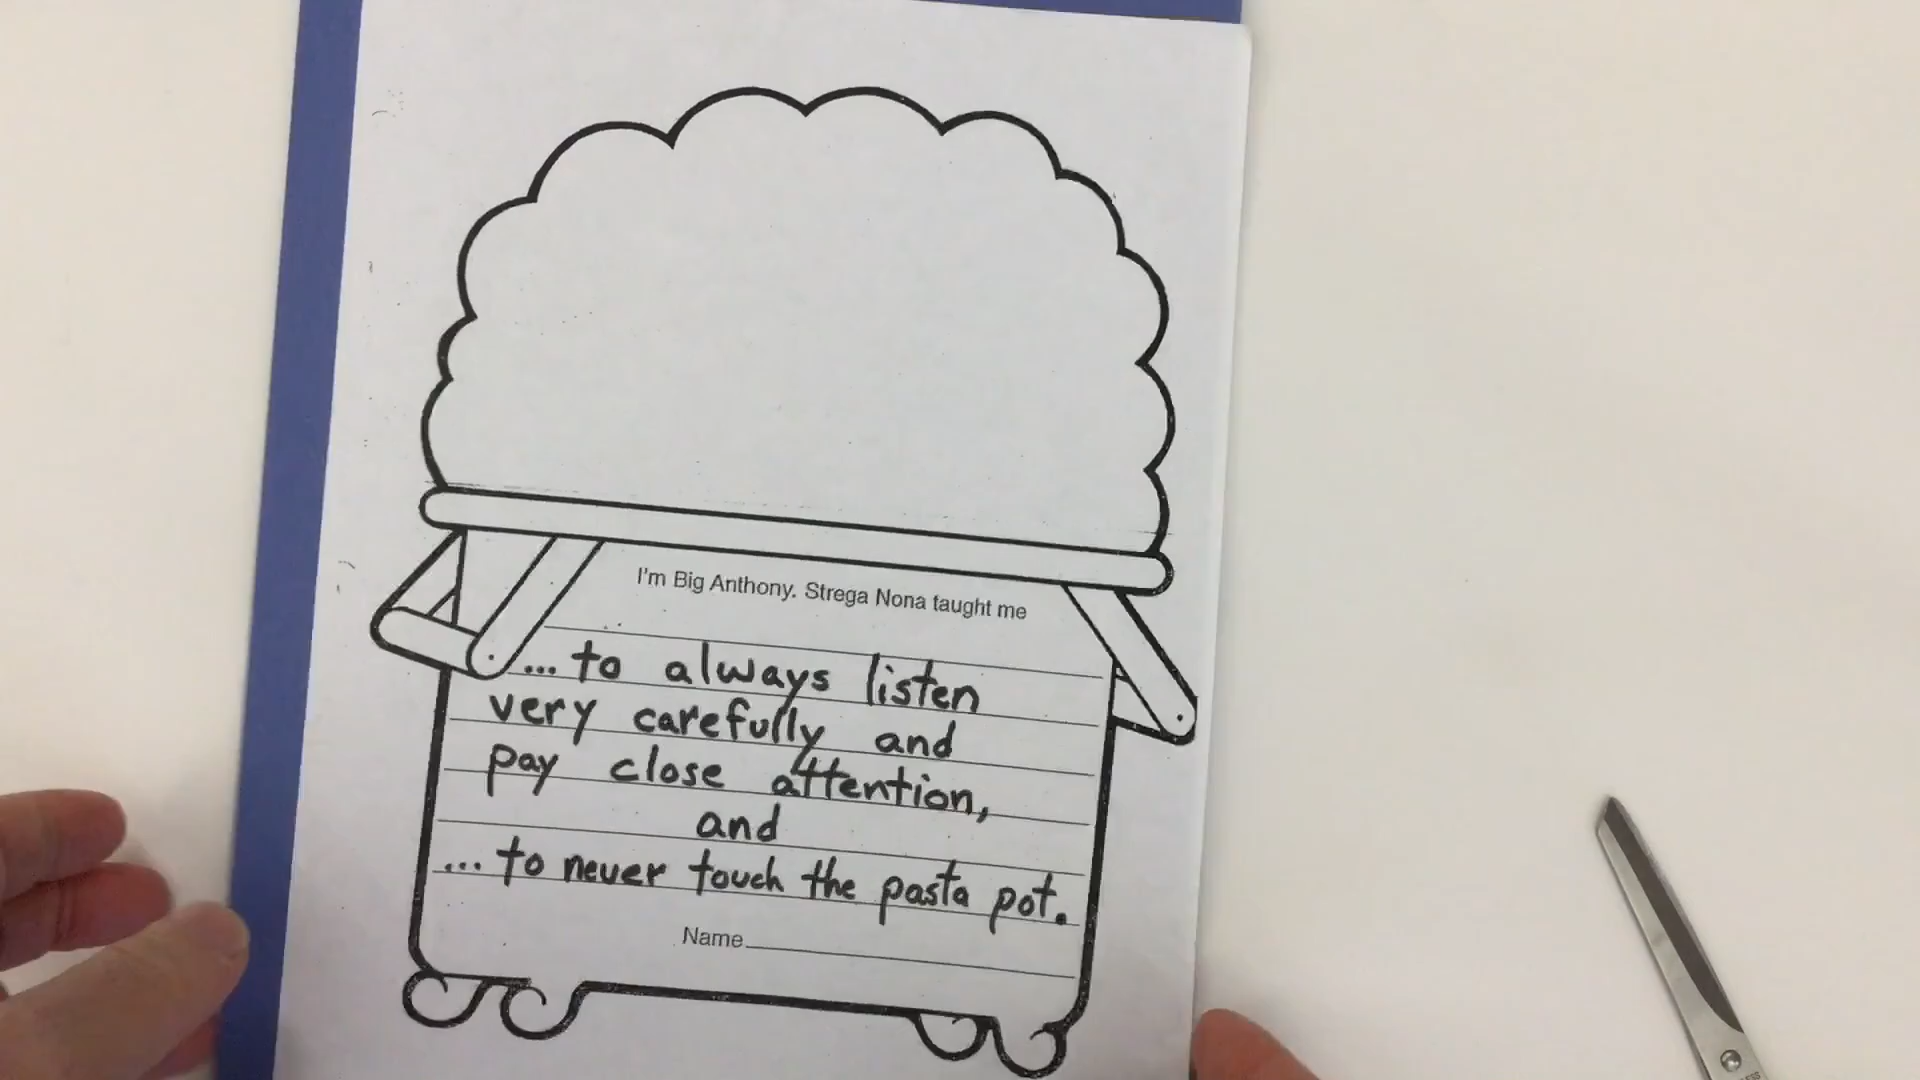 I'm Big Anthony. Strega Nona taught me
... to always listen
very carefully and
pay close attention,
and
... to never touch the pasta pot.
Name